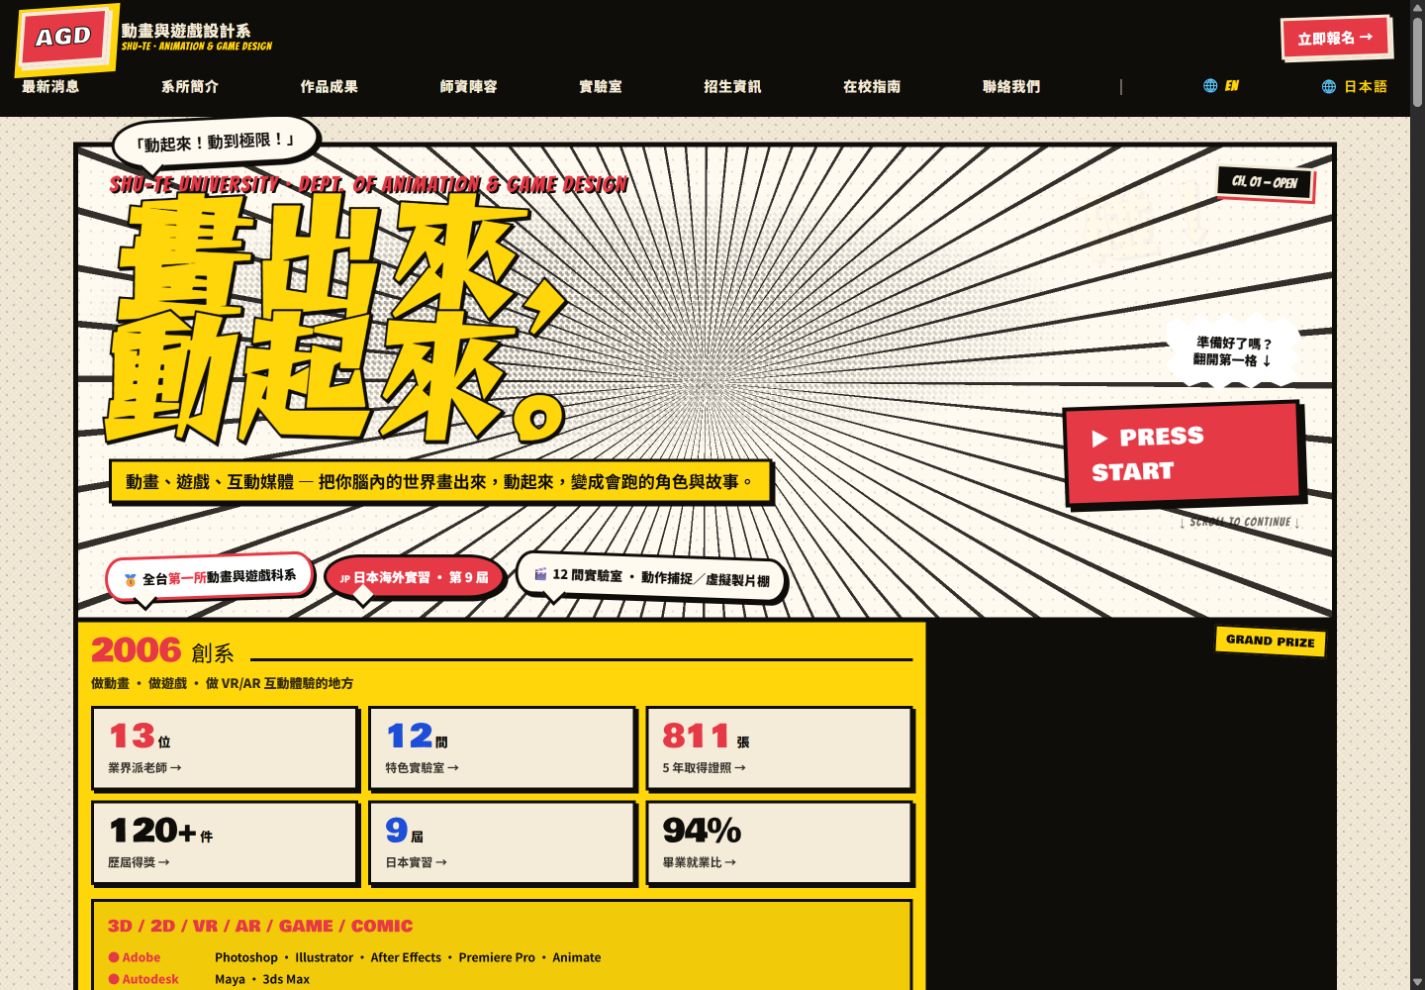 AGD
動畫與遊戲設計系
SHU-TE · ANIMATION & GAME DESIGN
立即報名 →
最新消息 系所簡介 作品成果 師資陣容 實驗室 招生資訊 在校指南 聯絡我們 | 🌐 EN 🌐 日本語
「動起來！動到極限！」
SHU-TE UNIVERSITY · DEPT. OF ANIMATION & GAME DESIGN
CH. 01 — OPEN
畫出來,
動起來。
準備好了嗎？
翻開第一格 ↓
▶ PRESS
START
↓ SCROLL TO CONTINUE ↓
動畫、遊戲、互動媒體 — 把你腦內的世界畫出來，動起來，變成會跑的角色與故事。
🏅 全台第一所動畫與遊戲科系
JP 日本海外實習 · 第 9 屆
🎬 12 間實驗室 · 動作捕捉／虛擬製片棚
2006 創系
GRAND PRIZE
做動畫 · 做遊戲 · 做 VR/AR 互動體驗的地方
13 位
業界派老師 →
12 間
特色實驗室 →
811 張
5 年取得證照 →
120+ 件
歷屆得獎 →
9 屆
日本實習 →
94%
畢業就業比 →
3D / 2D / VR / AR / GAME / COMIC
● Adobe Photoshop · Illustrator · After Effects · Premiere Pro · Animate
● Autodesk Maya · 3ds Max